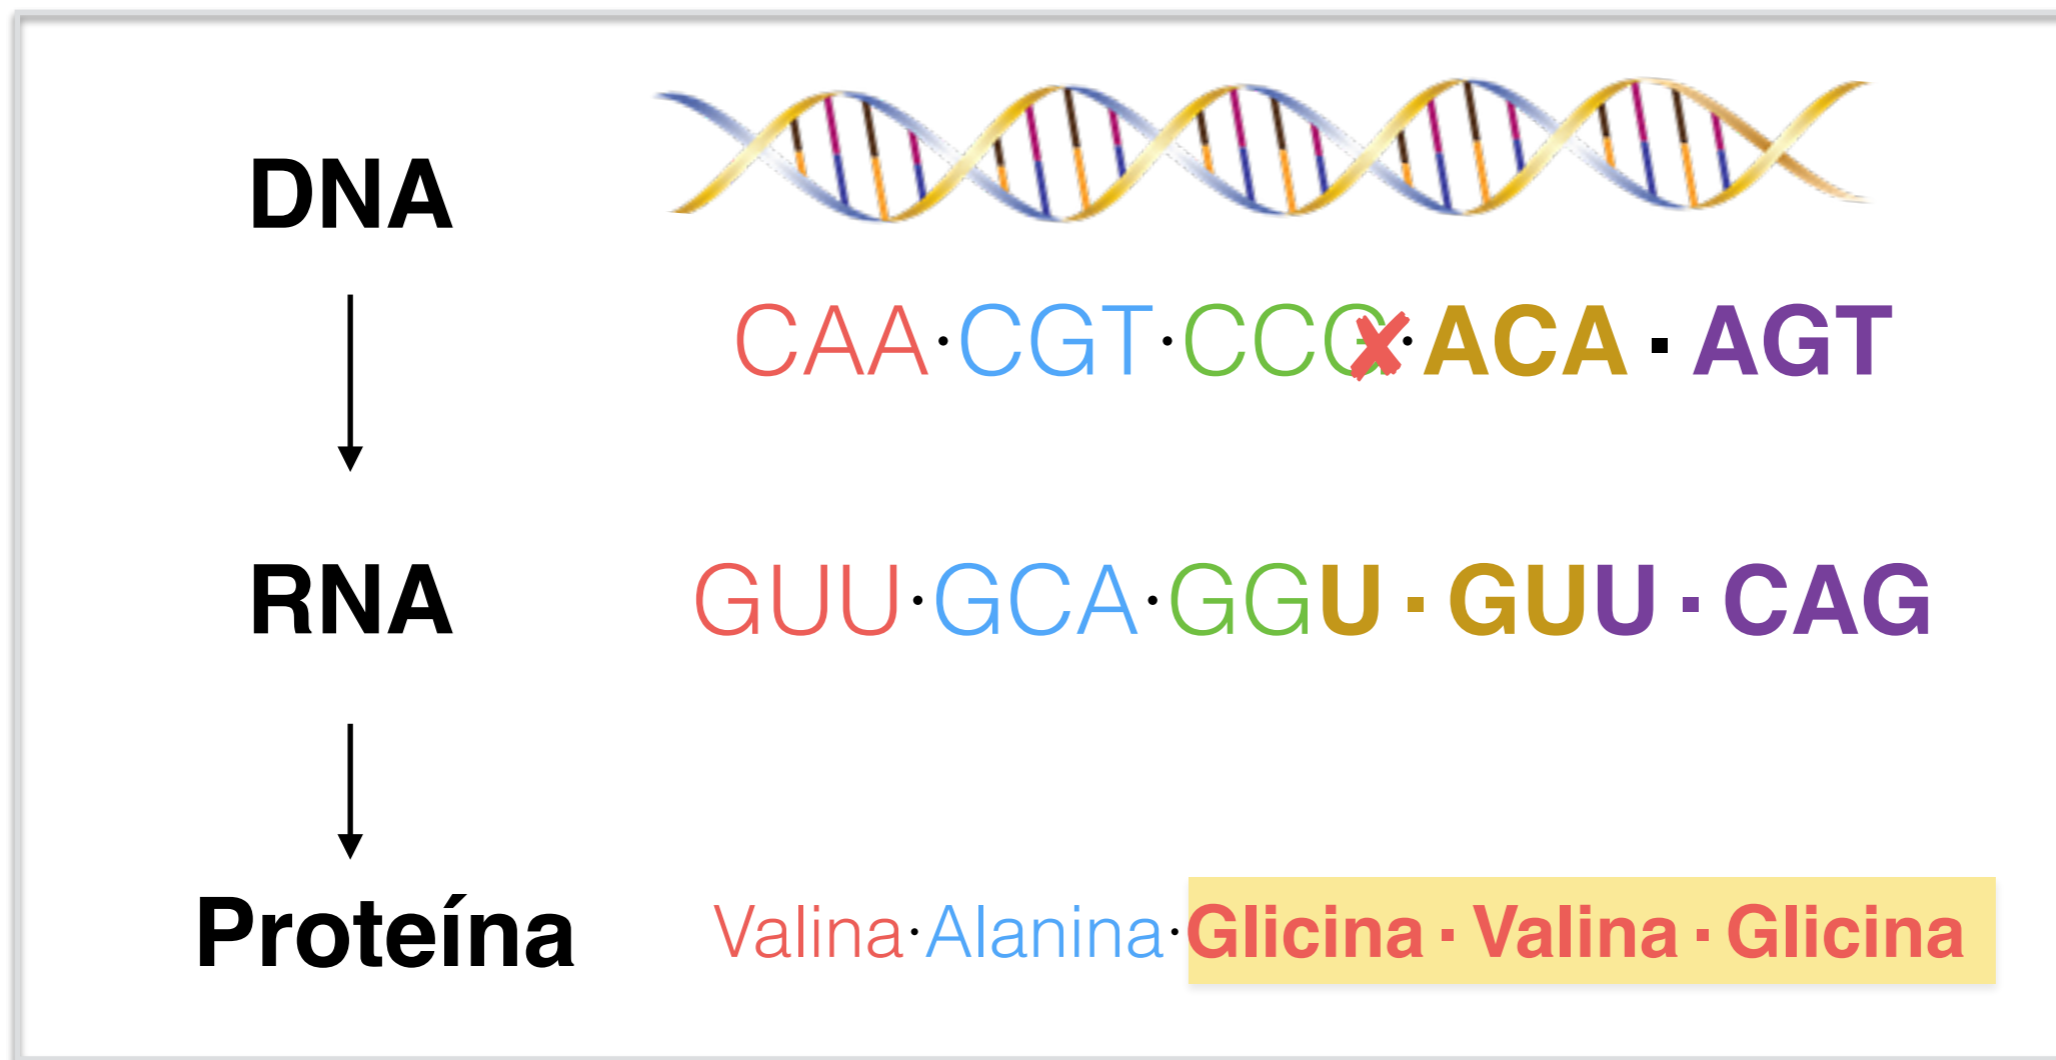 DNA
CAA·CGT·CCG·ACA·AGT
RNA
GUU·GCA·GGU·GUU·CAG
Proteína
Valina·Alanina·Glicina·Valina·Glicina